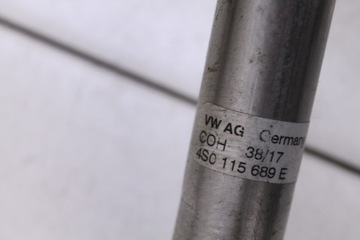 VW AG Germany
COH 38/17
4S0 115 689 E